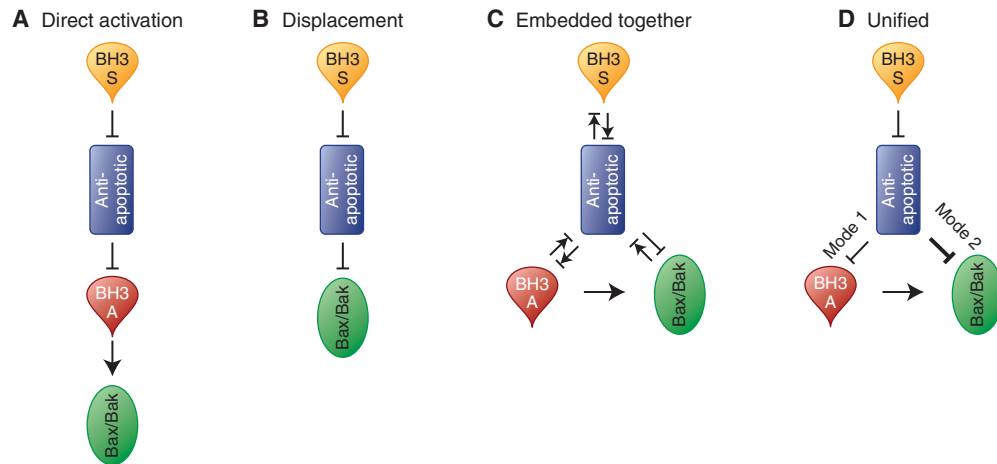 A Direct activation
BH3
S
Anti-
apoptotic
BH3
A
Bax/Bak
B Displacement
BH3
S
Anti-
apoptotic
Bax/Bak
C Embedded together
BH3
S
Anti-
apoptotic
BH3
A
Bax/Bak
D Unified
BH3
S
Anti-
apoptotic
Mode 1
Mode 2
BH3
A
Bax/Bak